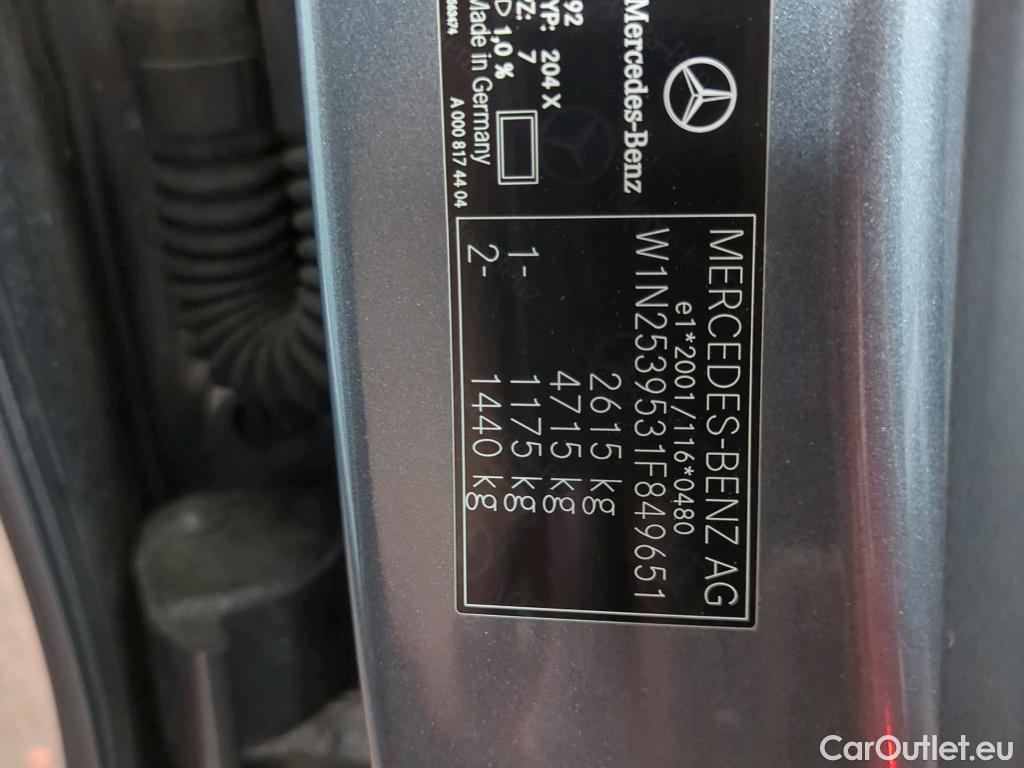 Mercedes-Benz
92
TYP: 204 X
VZ: 7
D 1,0 %
Made in Germany
A 000 817 44 04
MERCEDES-BENZ AG
e1*2001/116*0480
W1N2539531F849651
2615 kg
4715 kg
1- 1175 kg
2- 1440 kg
CarOutlet.eu